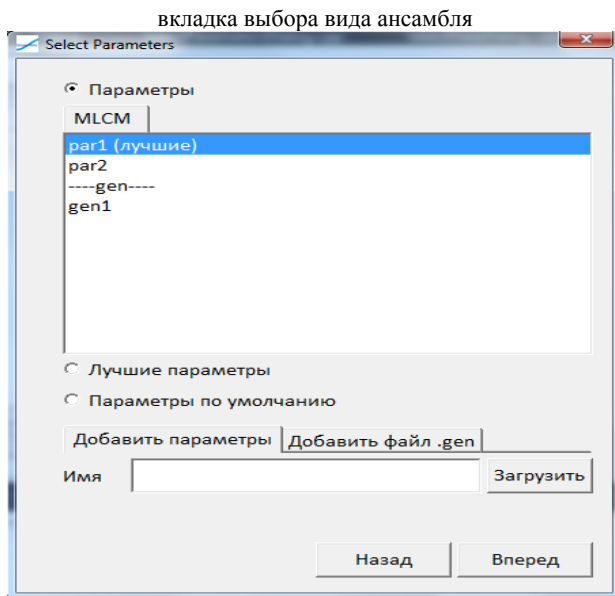 вкладка выбора вида ансамбля
Select Parameters
Параметры
MLCM
par1 (лучшие)
par2
----gen----
gen1
Лучшие параметры
Параметры по умолчанию
Добавить параметры Добавить файл .gen
Имя Загрузить
Назад Вперед